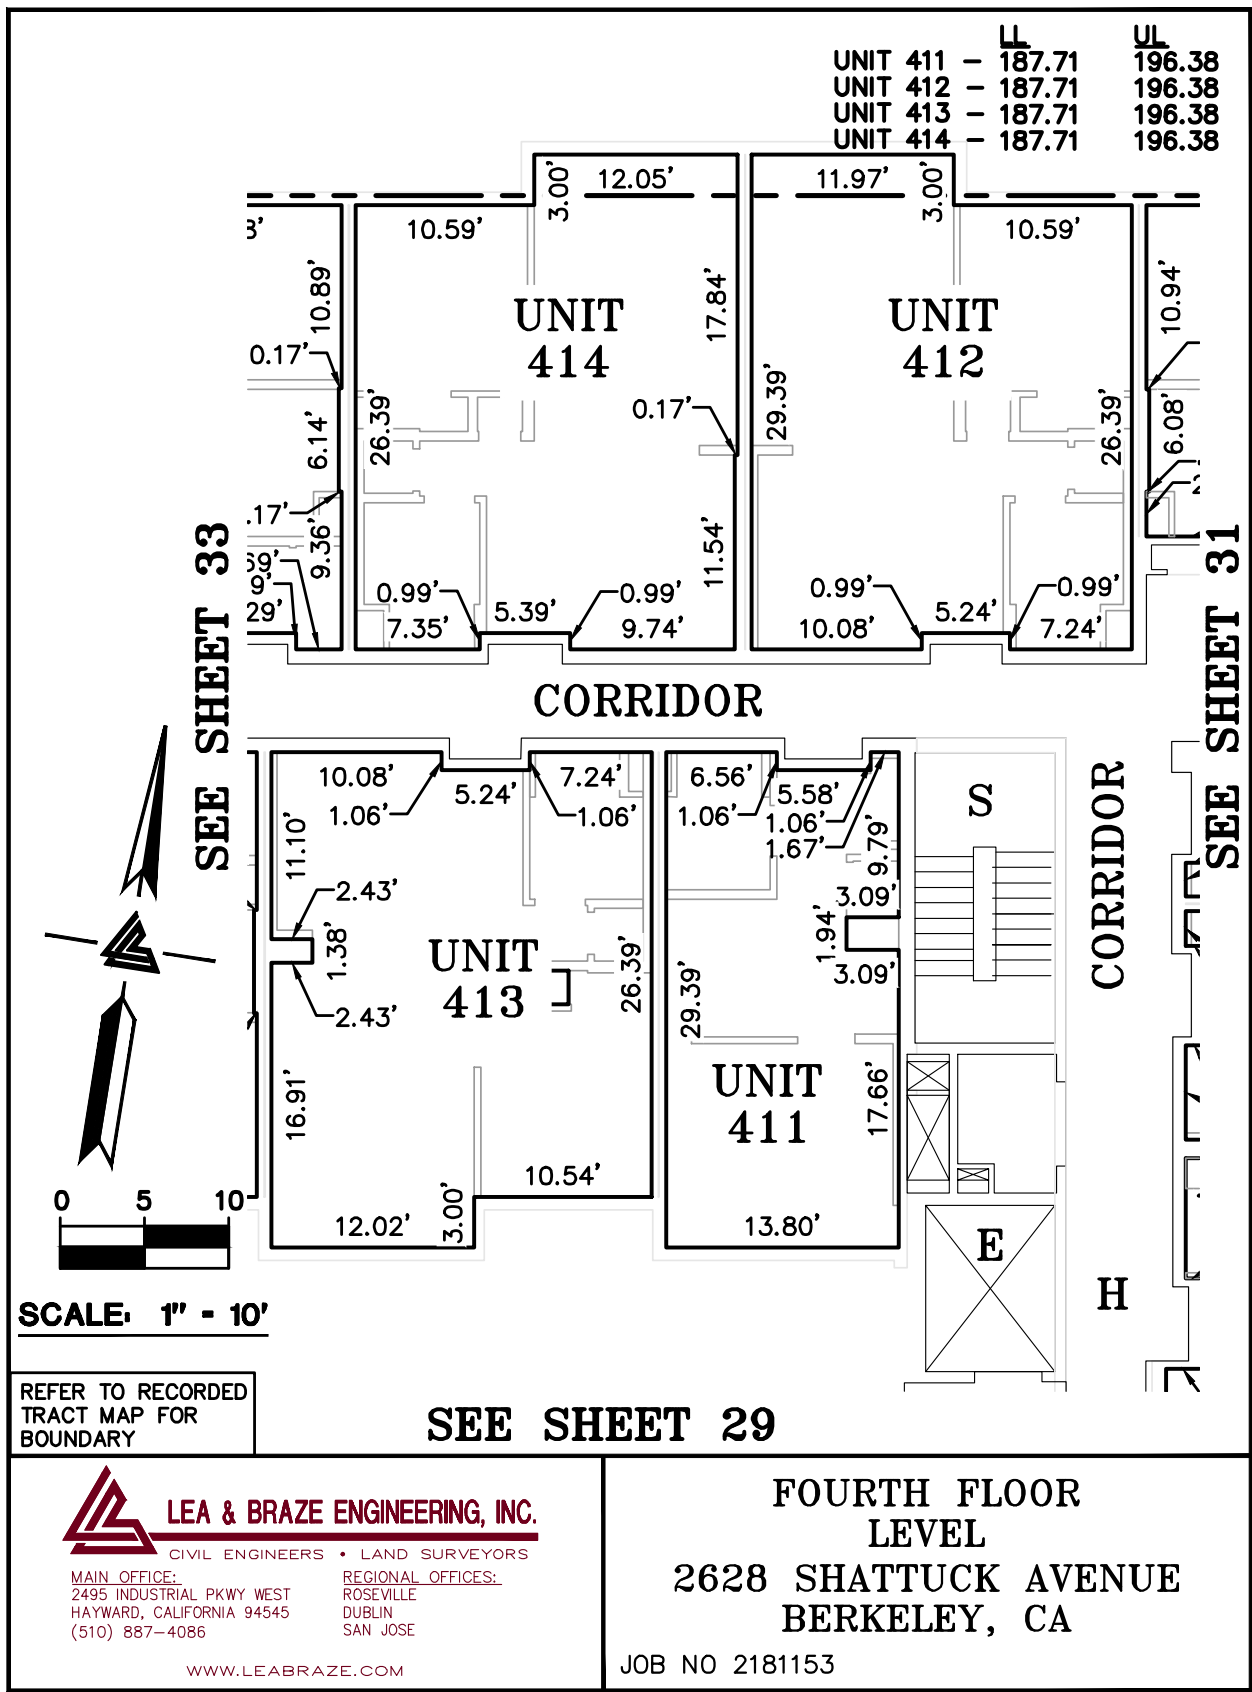 LL UL
UNIT 411 - 187.71 196.38
UNIT 412 - 187.71 196.38
UNIT 413 - 187.71 196.38
UNIT 414 - 187.71 196.38
12.05'
3.00'
11.97'
3.00'
10.59'
10.59'
10.89'
17.84'
10.94'
UNIT
414
UNIT
412
0.17'
26.39'
0.17'
29.39'
26.39'
6.14'
6.08'
.17'
9.36'
11.54'
69'
9'
29'
0.99'
5.39'
0.99'
7.35'
9.74'
0.99'
5.24'
0.99'
10.08'
7.24'
SEE SHEET 33
SEE SHEET 31
CORRIDOR
10.08'
5.24'
7.24'
1.06'
1.06'
11.10'
2.43'
1.38'
2.43'
UNIT
413
26.39'
16.91'
10.54'
3.00'
12.02'
6.56'
5.58'
1.06'
1.06'
1.67'
9.79'
3.09'
1.94'
3.09'
29.39'
UNIT
411
17.66'
13.80'
S
CORRIDOR
E
H
0 5 10
SCALE: 1" - 10'
REFER TO RECORDED
TRACT MAP FOR
BOUNDARY
SEE SHEET 29
LEA & BRAZE ENGINEERING, INC.
CIVIL ENGINEERS • LAND SURVEYORS
MAIN OFFICE:
2495 INDUSTRIAL PKWY WEST
HAYWARD, CALIFORNIA 94545
(510) 887-4086
REGIONAL OFFICES:
ROSEVILLE
DUBLIN
SAN JOSE
WWW.LEABRAZE.COM
FOURTH FLOOR
LEVEL
2628 SHATTUCK AVENUE
BERKELEY, CA
JOB NO 2181153